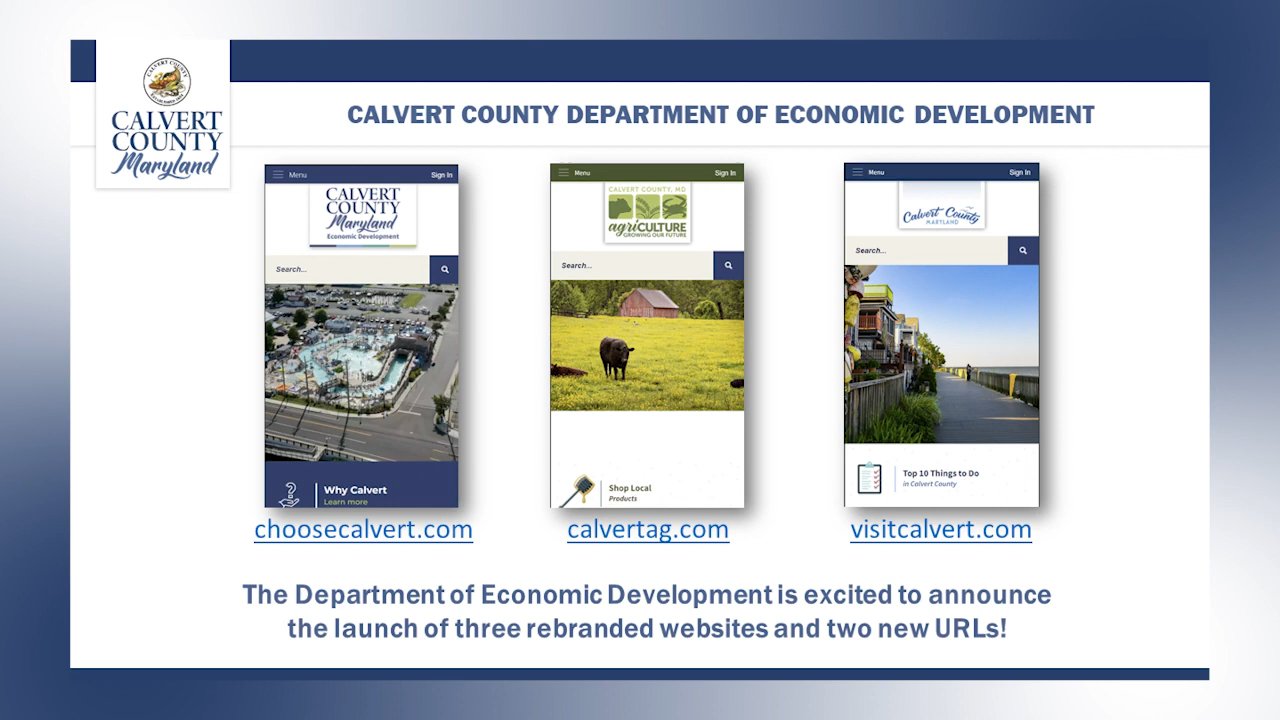 CALVERT COUNTY
CALVERT
COUNTY
Maryland
CALVERT COUNTY DEPARTMENT OF ECONOMIC DEVELOPMENT
Menu
Sign In
CALVERT
COUNTY
Maryland
Economic Development
Search...
Why Calvert
Learn more
choosecalvert.com
Menu
Sign In
CALVERT COUNTY, MD
agriCULTURE
GROWING OUR FUTURE
Search...
Shop Local
Products
calvertag.com
Menu
Sign In
Calvert County
MARYLAND
Search...
Top 10 Things to Do
in Calvert County
visitcalvert.com
The Department of Economic Development is excited to announce
the launch of three rebranded websites and two new URLs!